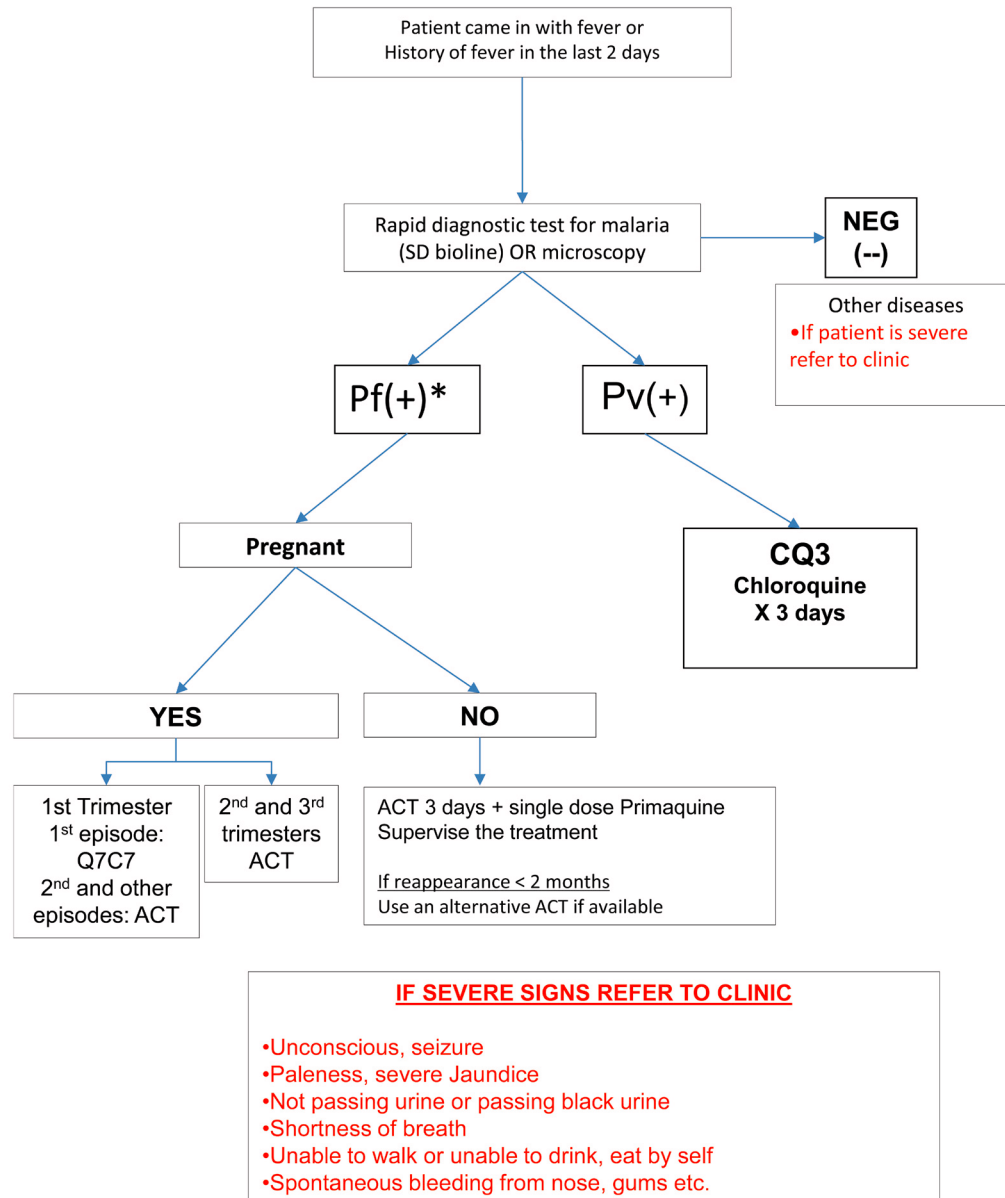 Patient came in with fever or
History of fever in the last 2 days
Rapid diagnostic test for malaria
(SD bioline) OR microscopy
NEG
(--)
Other diseases
•If patient is severe
refer to clinic
Pf(+)*
Pv(+)
Pregnant
CQ3
Chloroquine
X 3 days
YES
NO
1st Trimester
1st episode:
Q7C7
2nd and other
episodes: ACT
2nd and 3rd
trimesters
ACT
ACT 3 days + single dose Primaquine
Supervise the treatment
If reappearance < 2 months
Use an alternative ACT if available
IF SEVERE SIGNS REFER TO CLINIC
•Unconscious, seizure
•Paleness, severe Jaundice
•Not passing urine or passing black urine
•Shortness of breath
•Unable to walk or unable to drink, eat by self
•Spontaneous bleeding from nose, gums etc.